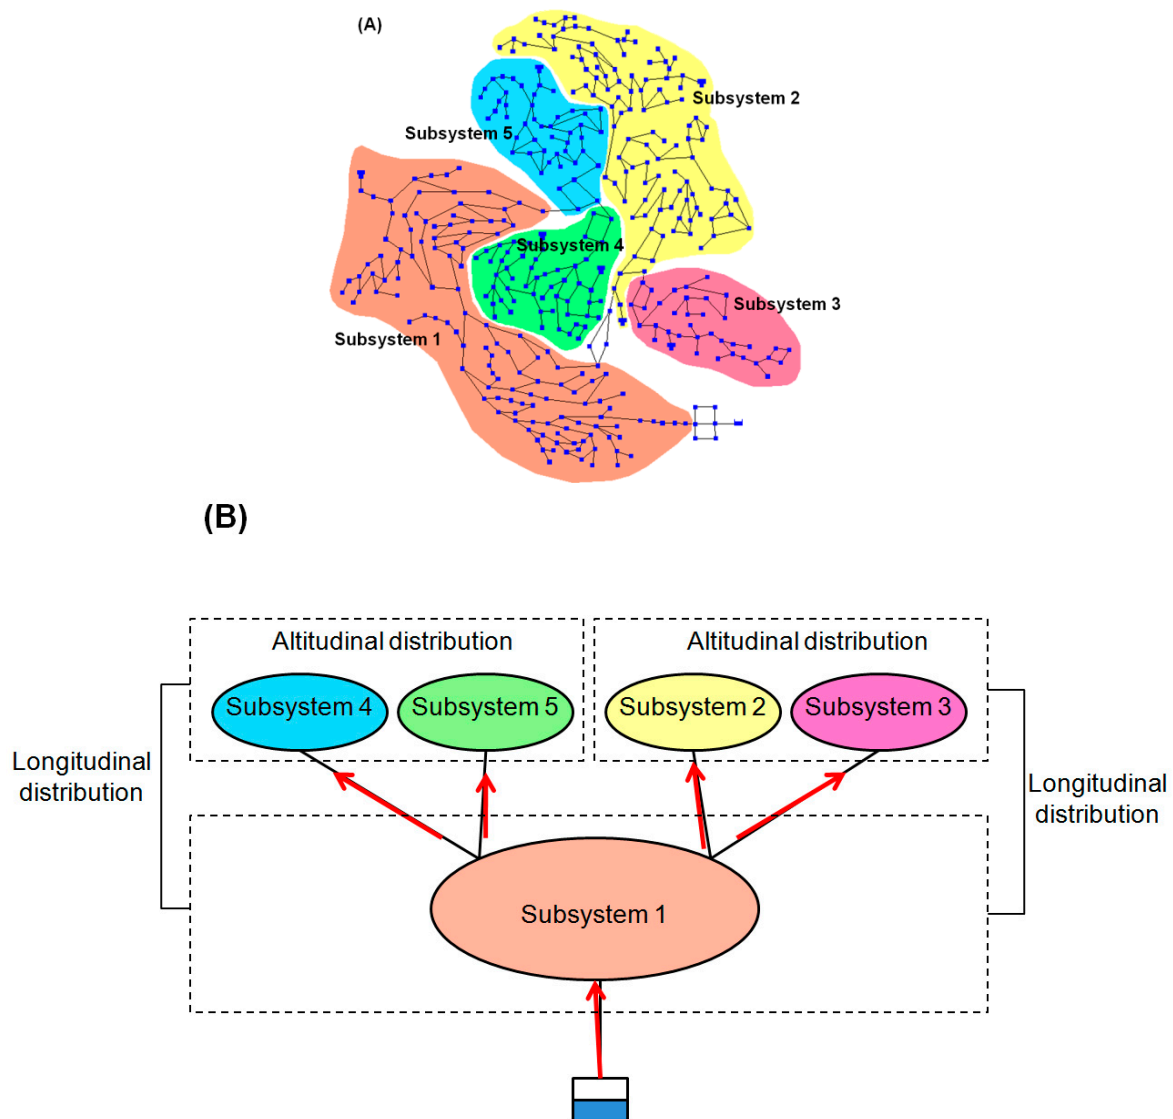 (A)
Subsystem 2
Subsystem 5
Subsystem 4
Subsystem 3
Subsystem 1
(B)
Altitudinal distribution
Altitudinal distribution
Subsystem 4
Subsystem 5
Subsystem 2
Subsystem 3
Longitudinal
distribution
Longitudinal
distribution
Subsystem 1